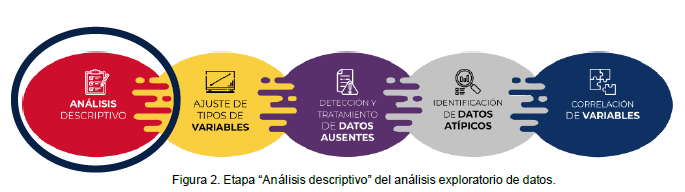 ANÁLISIS
DESCRIPTIVO
AJUSTE DE
TIPOS DE
VARIABLES
DETECCIÓN Y
TRATAMIENTO
DE DATOS
AUSENTES
IDENTIFICACIÓN
DE DATOS
ATÍPICOS
CORRELACIÓN
DE VARIABLES
Figura 2. Etapa “Análisis descriptivo” del análisis exploratorio de datos.